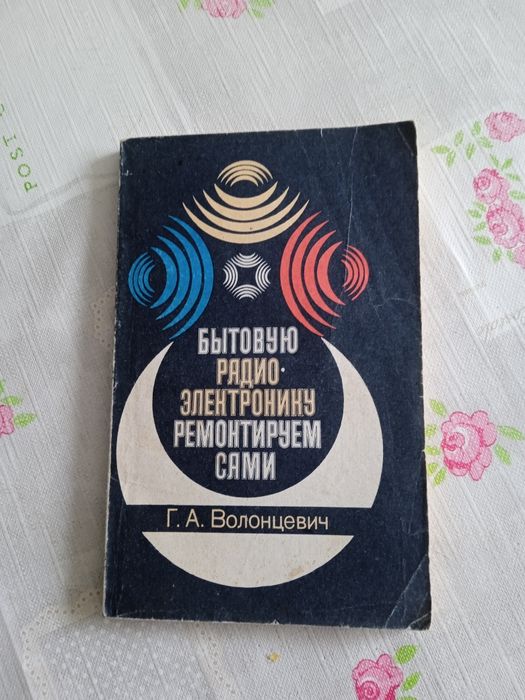 БЫТОВУЮ
РАДИО-
ЭЛЕКТРОНИКУ
РЕМОНТИРУЕМ
САМИ
Г. А. Волонцевич
POST